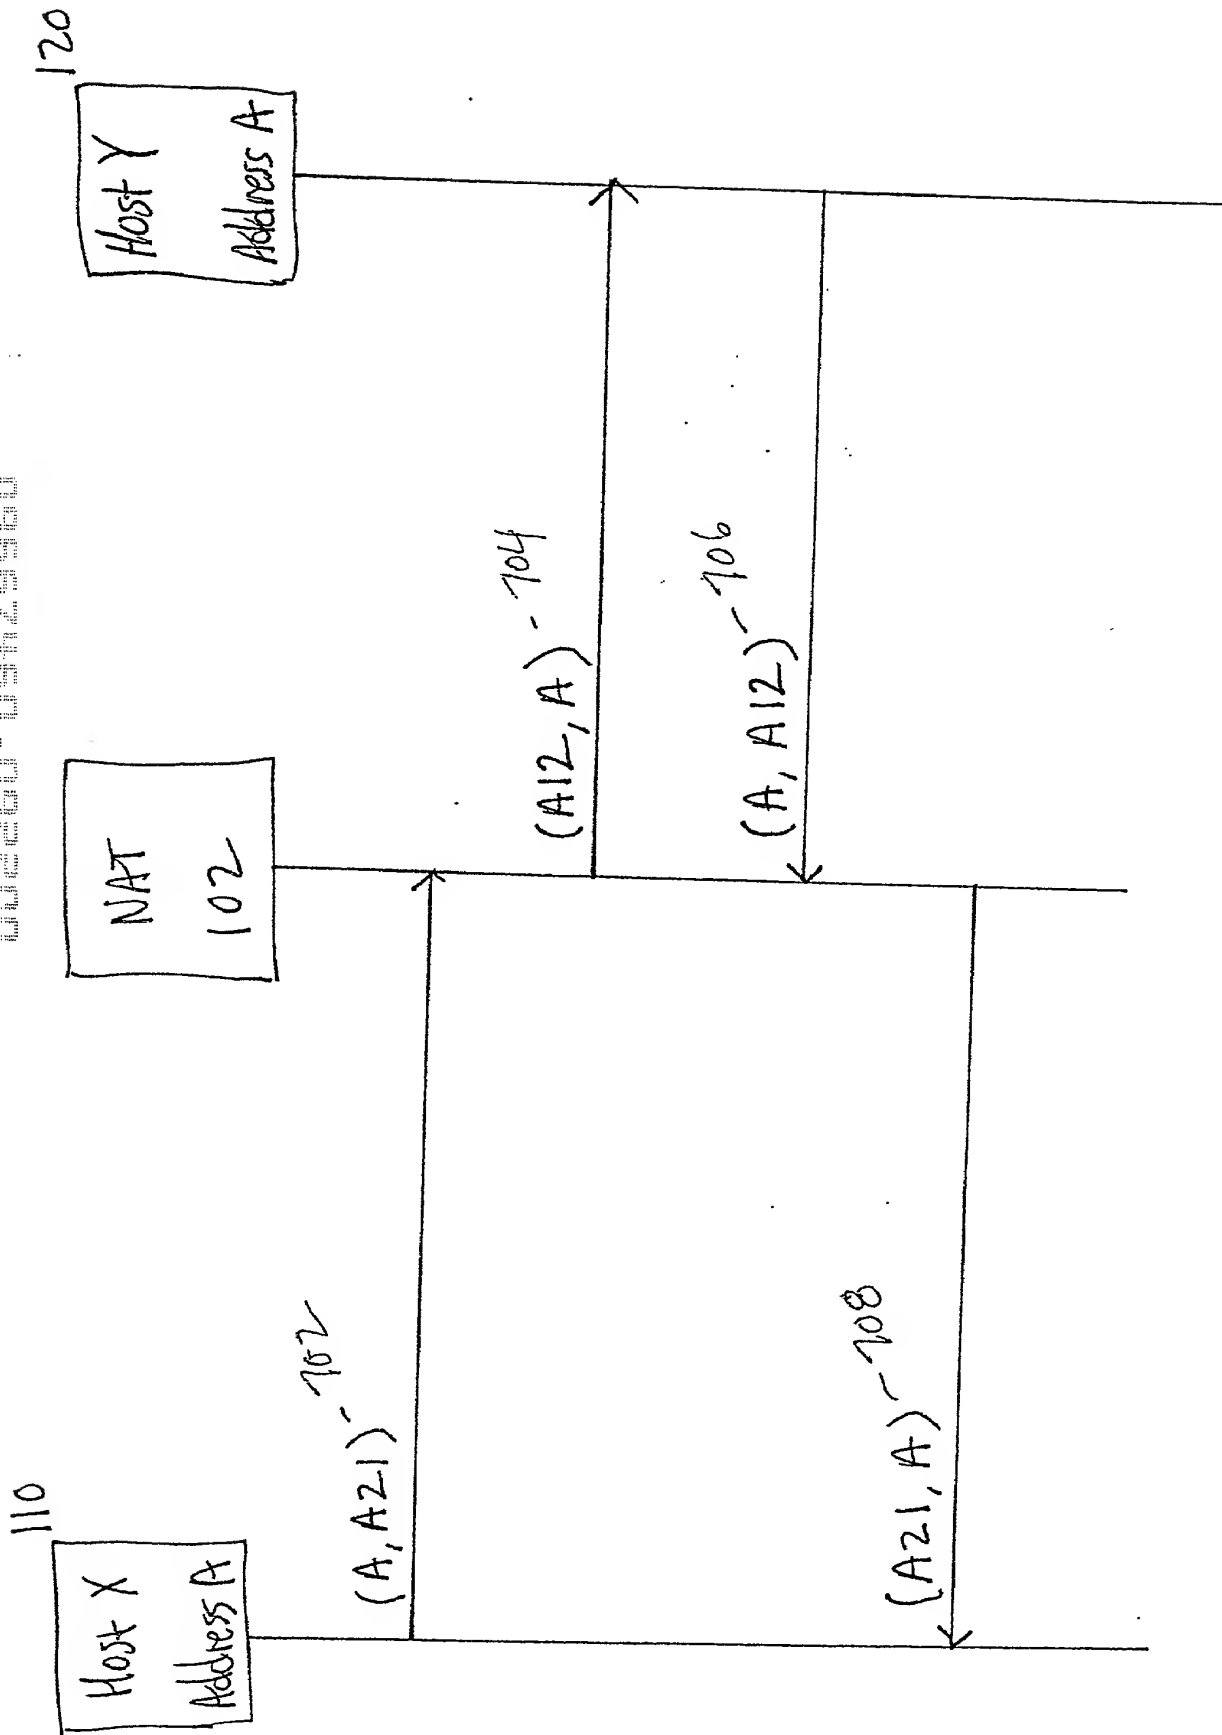 110
Host X
Address A
NAT
102
120
Host Y
Address A
(A, A21) - 702
(A12, A) - 704
(A, A12) - 706
(A21, A) - 708